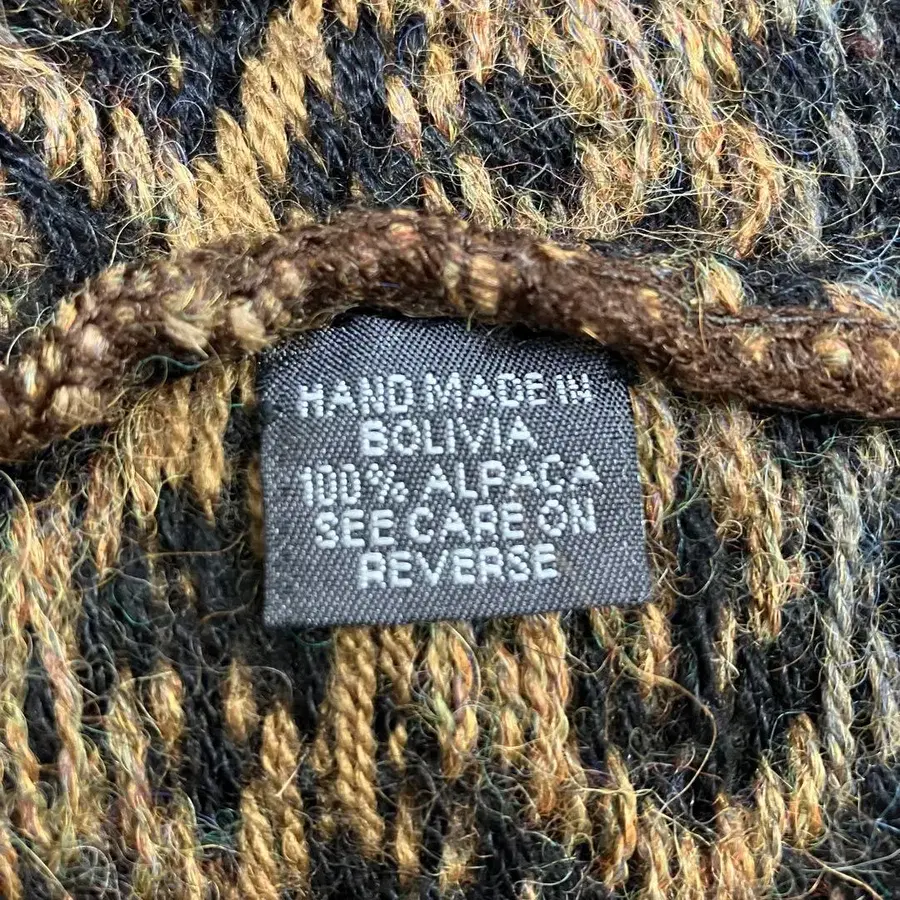 HAND MADE IN
BOLIVIA
100% ALPACA
SEE CARE ON
REVERSE